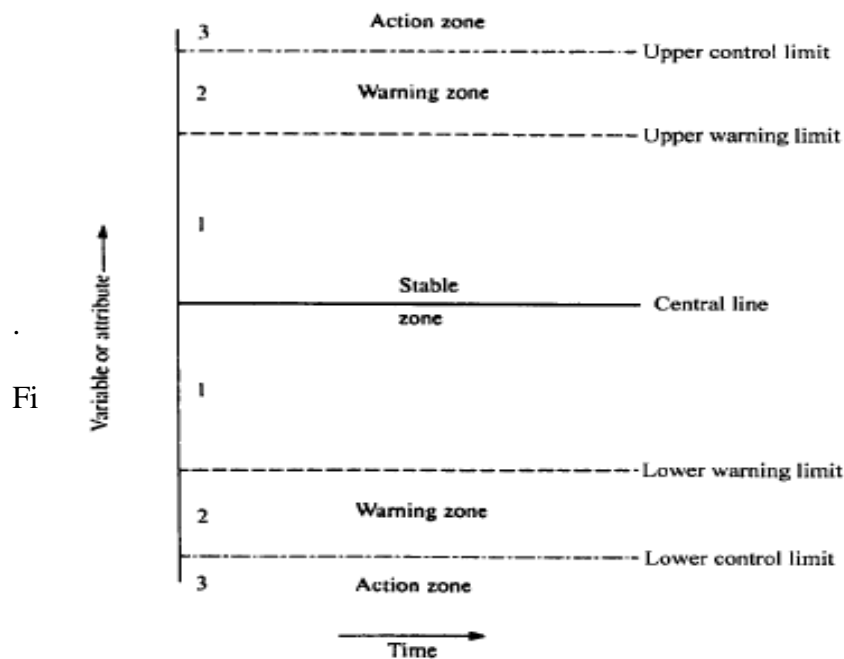 3 Action zone
Upper control limit
2 Warning zone
Upper warning limit
1
Stable
zone
Central line
.
Fi
Variable or attribute
1
Lower warning limit
2 Warning zone
Lower control limit
3 Action zone
Time